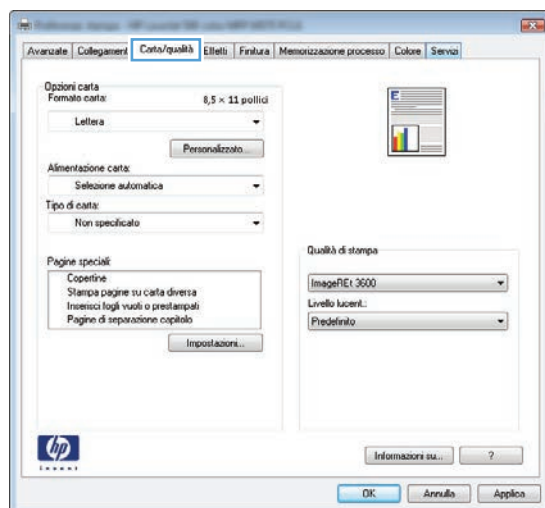 Avanzate Collegamenti Carta/qualità Effetti Finitura Memorizzazione processo Colore Servizi
Opzioni carta
Formato carta: 8,5 × 11 pollici
Lettera
Personalizzato...
Alimentazione carta:
Selezione automatica
Tipo di carta:
Non specificato
Pagine speciali:
Copertine
Stampa pagine su carta diversa
Inserisci fogli vuoti o prestampati
Pagine di separazione capitolo
Impostazioni...
E
Qualità di stampa
ImageREt 3600
Livello lucent.:
Predefinito
hp
invent
Informazioni su... ?
OK Annulla Applica